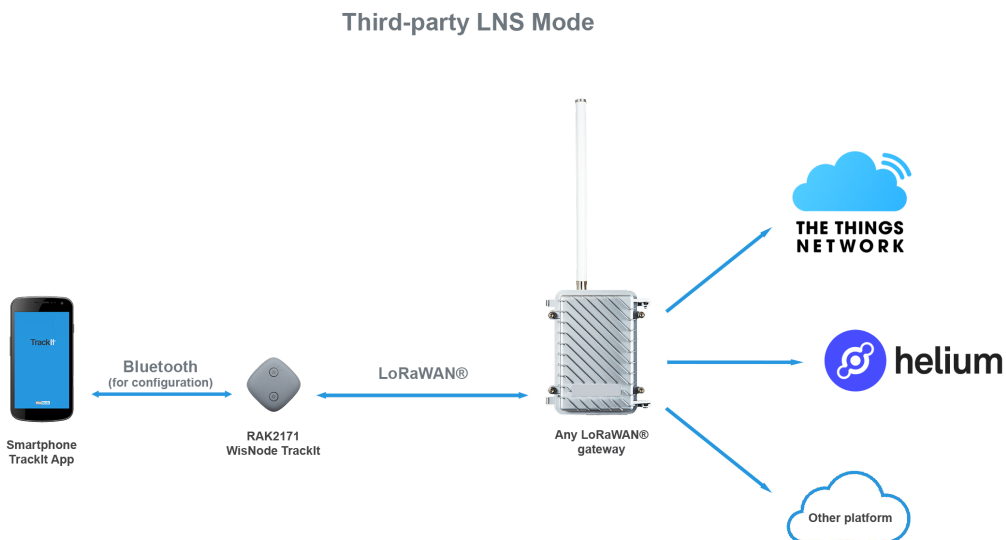 Third-party LNS Mode
THE THINGS
NETWORK
TrackIt
helium
Bluetooth
(for configuration)
LoRaWAN®
Smartphone
TrackIt App
RAK2171
WisNode TrackIt
Any LoRaWAN®
gateway
Other platform